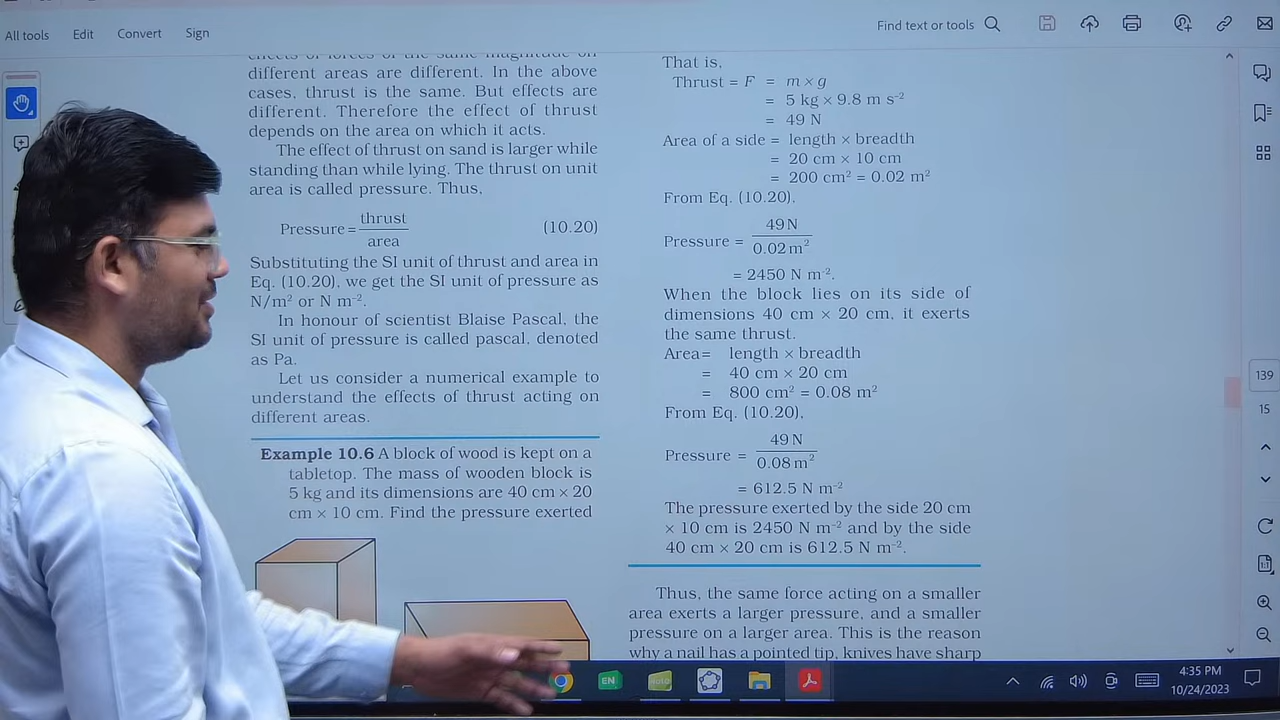 All tools
Edit
Convert
Sign
Find text or tools
effects of forces of the same magnitude on
different areas are different. In the above
cases, thrust is the same. But effects are
different. Therefore the effect of thrust
depends on the area on which it acts.
The effect of thrust on sand is larger while
standing than while lying. The thrust on unit
area is called pressure. Thus,
Pressure = thrust / area (10.20)
Substituting the SI unit of thrust and area in
Eq. (10.20), we get the SI unit of pressure as
N/m² or N m⁻².
In honour of scientist Blaise Pascal, the
SI unit of pressure is called pascal, denoted
as Pa.
Let us consider a numerical example to
understand the effects of thrust acting on
different areas.
Example 10.6 A block of wood is kept on a
tabletop. The mass of wooden block is
5 kg and its dimensions are 40 cm × 20
cm × 10 cm. Find the pressure exerted
That is,
Thrust = F = m × g
= 5 kg × 9.8 m s⁻²
= 49 N
Area of a side = length × breadth
= 20 cm × 10 cm
= 200 cm² = 0.02 m²
From Eq. (10.20),
Pressure = 49 N / 0.02 m²
= 2450 N m⁻².
When the block lies on its side of
dimensions 40 cm × 20 cm, it exerts
the same thrust.
Area= length × breadth
= 40 cm × 20 cm
= 800 cm² = 0.08 m²
From Eq. (10.20),
Pressure = 49 N / 0.08 m²
= 612.5 N m⁻²
The pressure exerted by the side 20 cm
× 10 cm is 2450 N m⁻² and by the side
40 cm × 20 cm is 612.5 N m⁻².
Thus, the same force acting on a smaller
area exerts a larger pressure, and a smaller
pressure on a larger area. This is the reason
why a nail has a pointed tip, knives have sharp
139
15
1:1
EN
Note
4:35 PM
10/24/2023